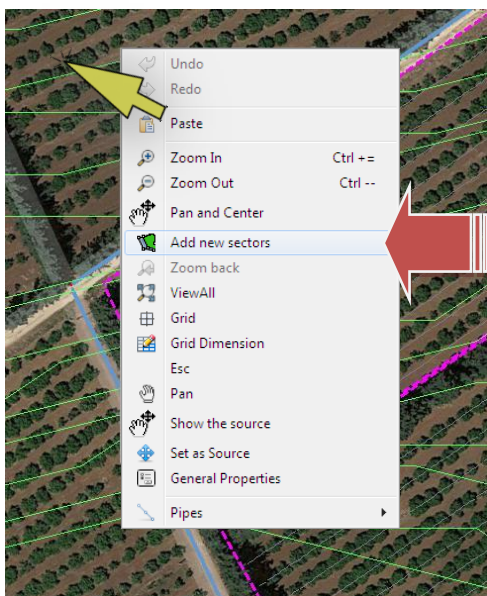 Undo
Redo
Paste
Zoom In Ctrl +=
Zoom Out Ctrl --
Pan and Center
Add new sectors
Zoom back
ViewAll
Grid
Grid Dimension
Esc
Pan
Show the source
Set as Source
General Properties
Pipes